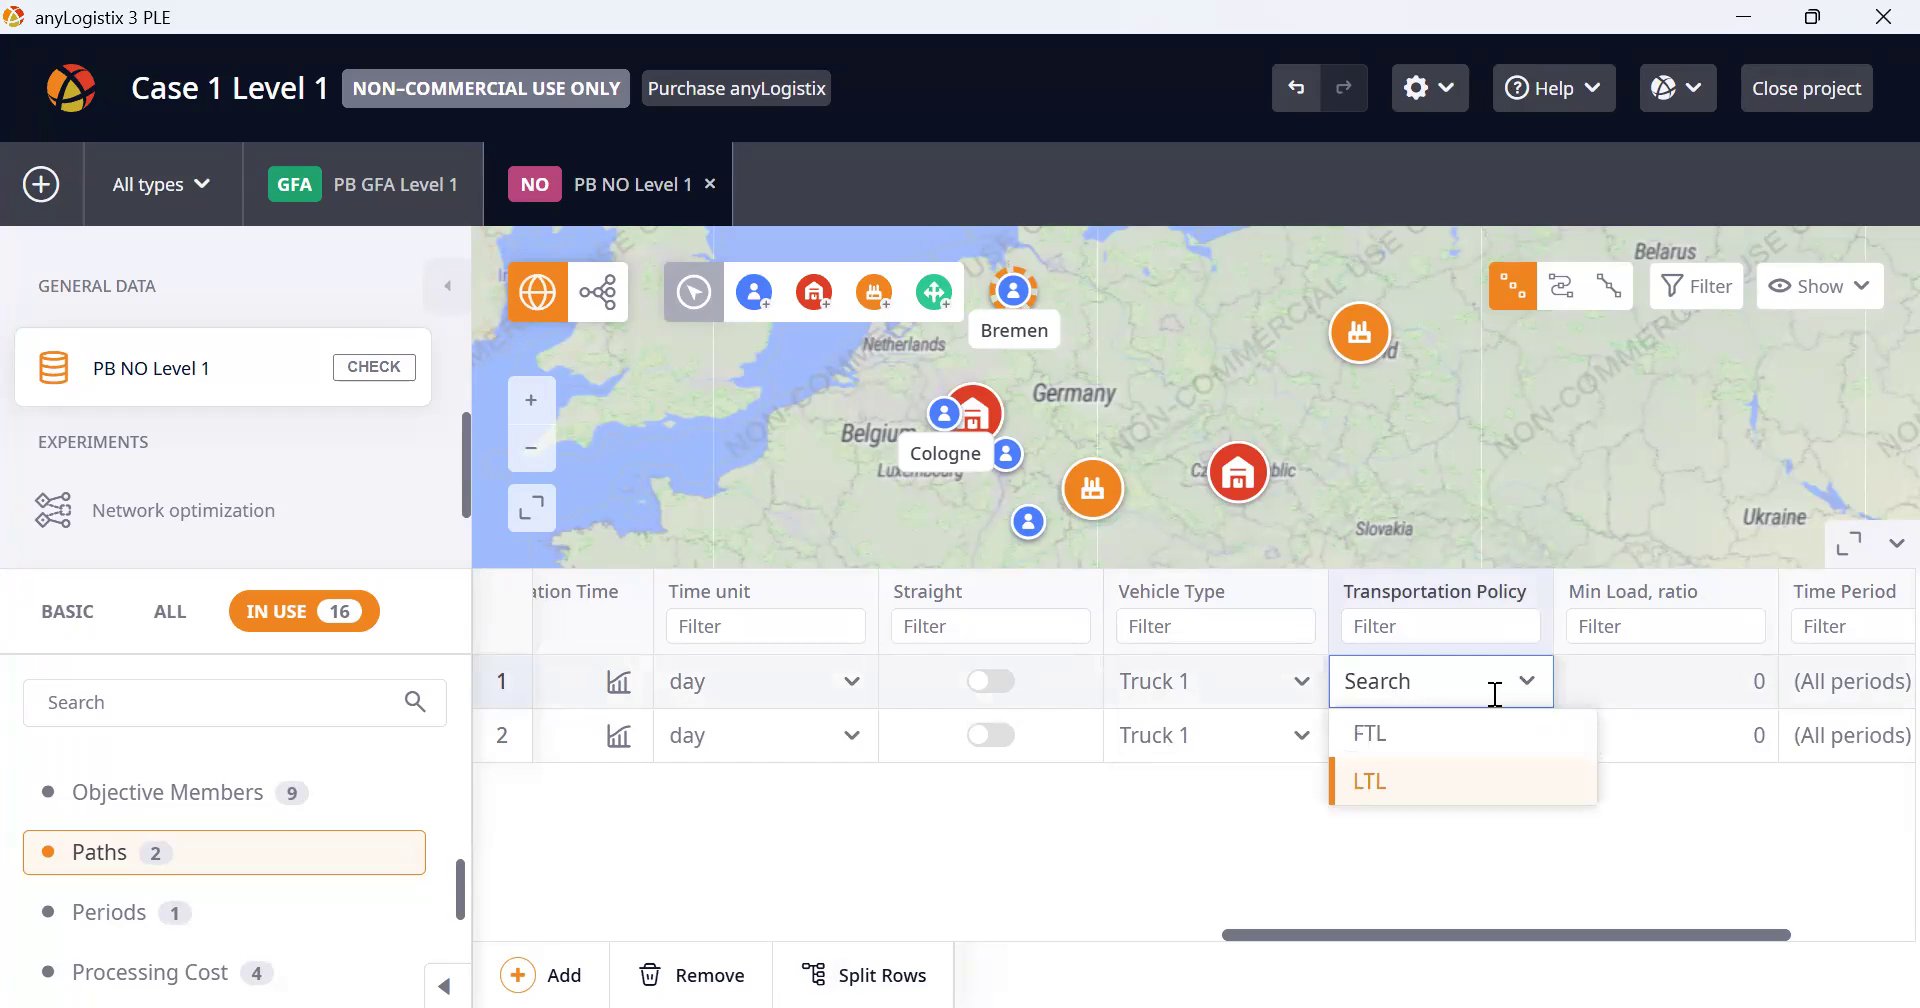 anyLogistix 3 PLE
Case 1 Level 1
NON-COMMERCIAL USE ONLY
Purchase anyLogistix
Help
Close project
All types
GFA
PB GFA Level 1
NO
PB NO Level 1
GENERAL DATA
PB NO Level 1
CHECK
EXPERIMENTS
Network optimization
BASIC
ALL
IN USE 16
Search
Objective Members 9
Paths 2
Periods 1
Processing Cost 4
Belarus
Filter
Show
Bremen
Netherlands
Germany
Cologne
Slovakia
Ukraine
NON-COMMERCIAL USE
ation Time
Time unit
Straight
Vehicle Type
Transportation Policy
Min Load, ratio
Time Period
Filter
Filter
Filter
Filter
Filter
Filter
1
day
Truck 1
Search
0
(All periods)
2
day
Truck 1
FTL
0
(All periods)
LTL
Add
Remove
Split Rows